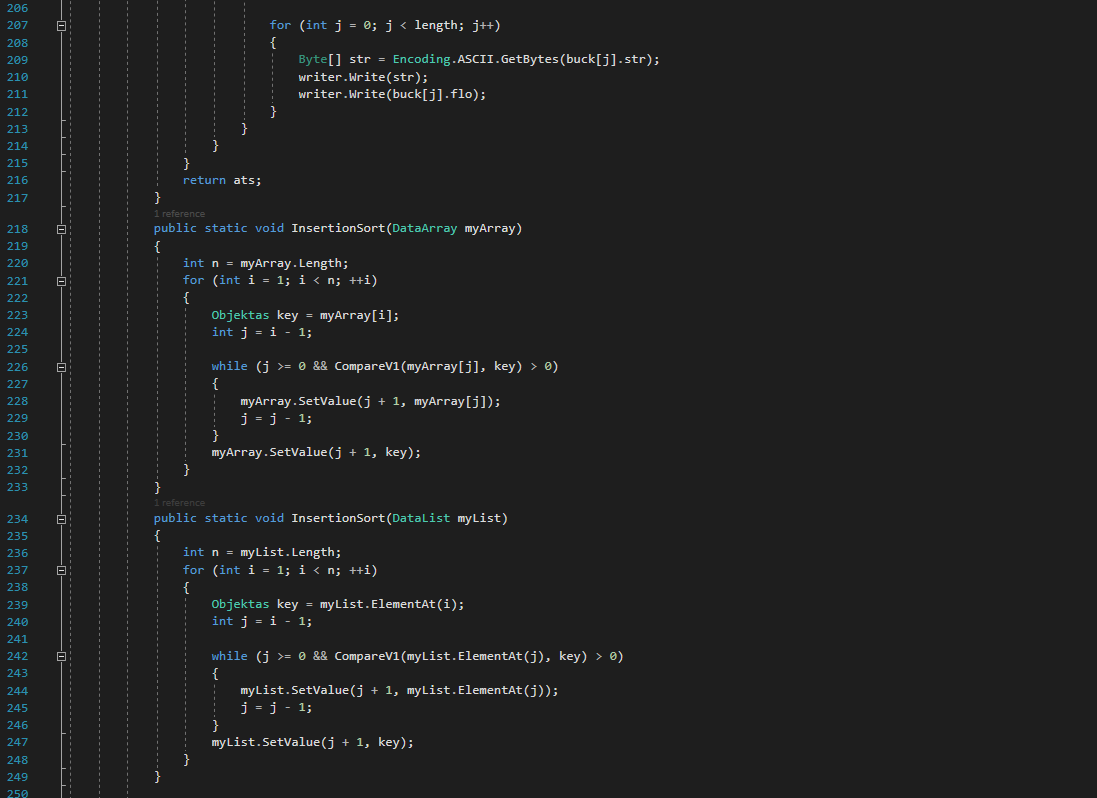 206
207 for (int j = 0; j < length; j++)
208 {
209 Byte[] str = Encoding.ASCII.GetBytes(buck[j].str);
210 writer.Write(str);
211 writer.Write(buck[j].flo);
212 }
213 }
214 }
215 }
216 return ats;
217 }
1 reference
218 public static void InsertionSort(DataArray myArray)
219 {
220 int n = myArray.Length;
221 for (int i = 1; i < n; ++i)
222 {
223 Objektas key = myArray[i];
224 int j = i - 1;
225
226 while (j >= 0 && CompareV1(myArray[j], key) > 0)
227 {
228 myArray.SetValue(j + 1, myArray[j]);
229 j = j - 1;
230 }
231 myArray.SetValue(j + 1, key);
232 }
233 }
1 reference
234 public static void InsertionSort(DataList myList)
235 {
236 int n = myList.Length;
237 for (int i = 1; i < n; ++i)
238 {
239 Objektas key = myList.ElementAt(i);
240 int j = i - 1;
241
242 while (j >= 0 && CompareV1(myList.ElementAt(j), key) > 0)
243 {
244 myList.SetValue(j + 1, myList.ElementAt(j));
245 j = j - 1;
246 }
247 myList.SetValue(j + 1, key);
248 }
249 }
250